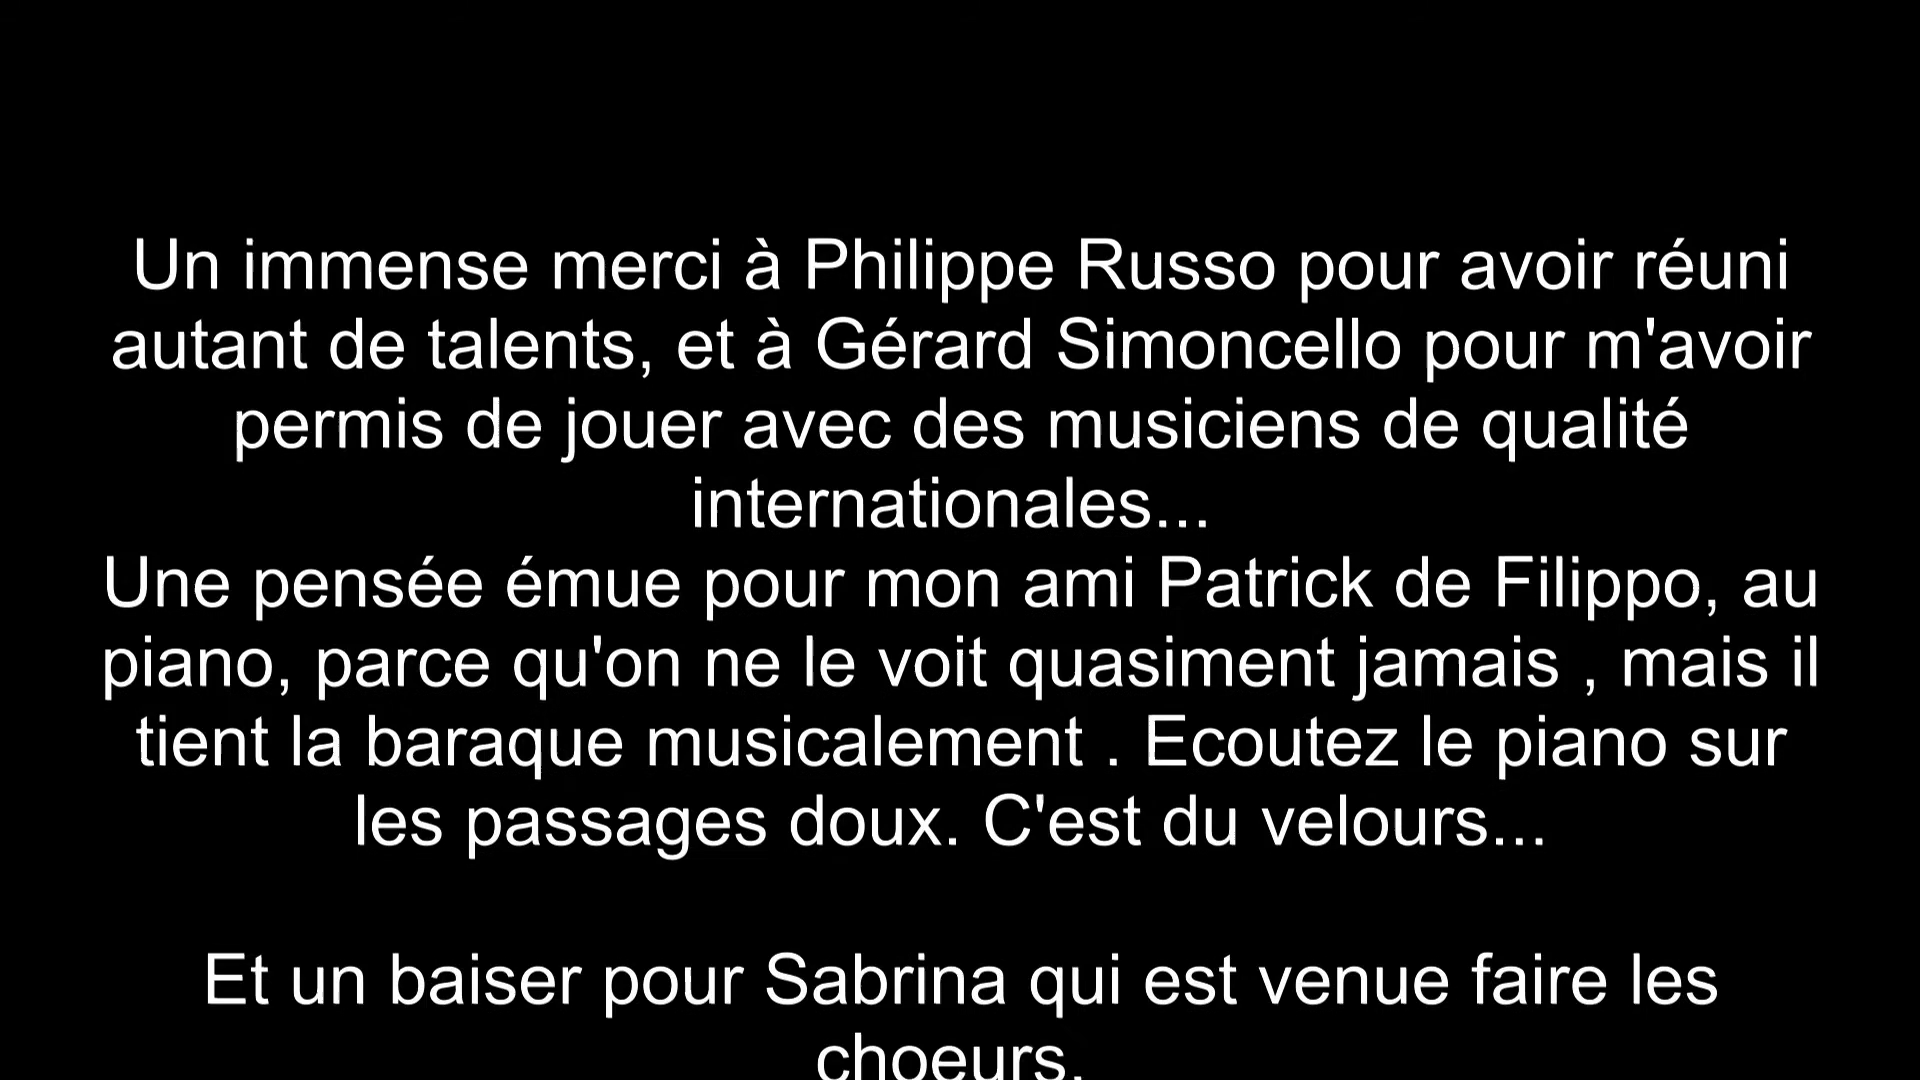 Un immense merci à Philippe Russo pour avoir réuni
autant de talents, et à Gérard Simoncello pour m'avoir
permis de jouer avec des musiciens de qualité
internationales...
Une pensée émue pour mon ami Patrick de Filippo, au
piano, parce qu'on ne le voit quasiment jamais , mais il
tient la baraque musicalement . Ecoutez le piano sur
les passages doux. C'est du velours...
Et un baiser pour Sabrina qui est venue faire les
choeurs.